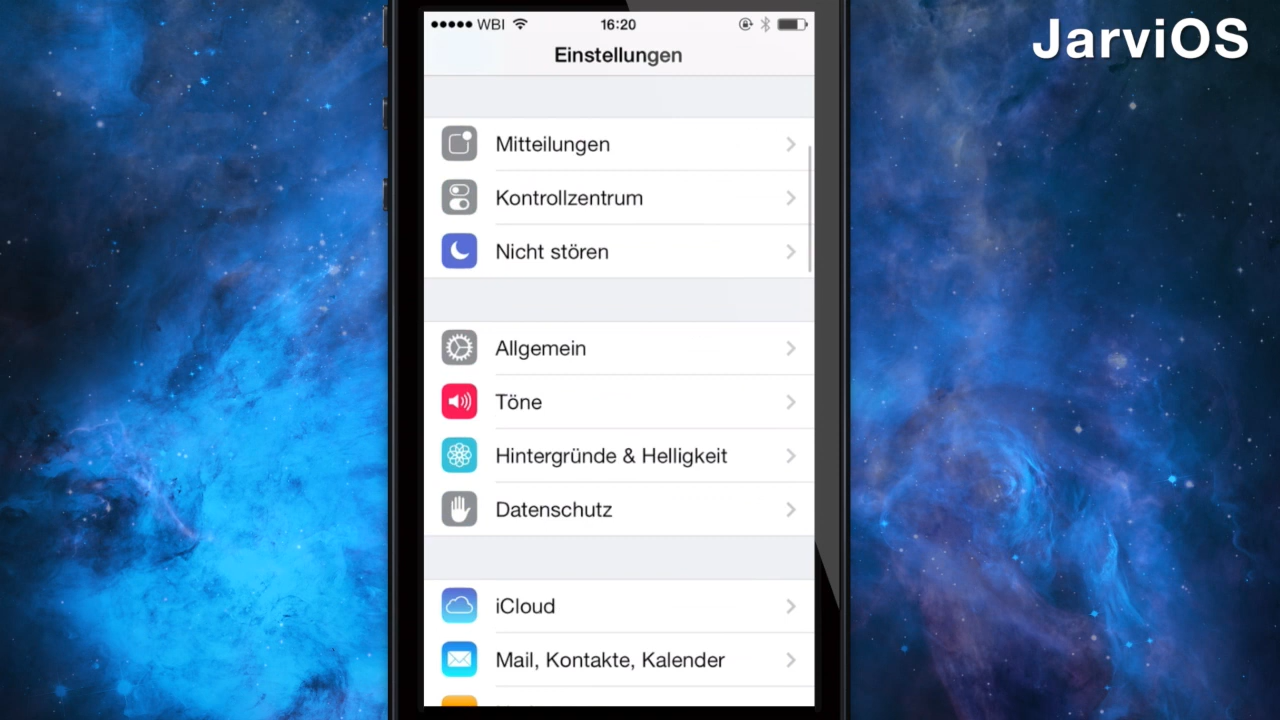 WBI 16:20
JarviOS
Einstellungen
Mitteilungen
Kontrollzentrum
Nicht stören
Allgemein
Töne
Hintergründe & Helligkeit
Datenschutz
iCloud
Mail, Kontakte, Kalender